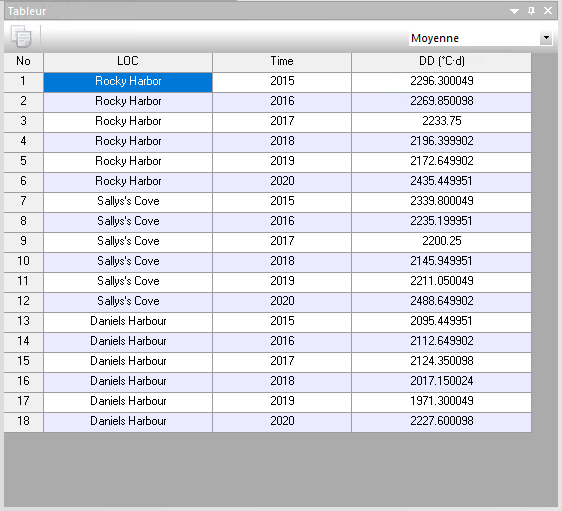 Tableur
Moyenne
No LOC Time DD (°C·d)
1 Rocky Harbor 2015 2296.300049
2 Rocky Harbor 2016 2269.850098
3 Rocky Harbor 2017 2233.75
4 Rocky Harbor 2018 2196.399902
5 Rocky Harbor 2019 2172.649902
6 Rocky Harbor 2020 2435.449951
7 Sallys's Cove 2015 2339.800049
8 Sallys's Cove 2016 2235.199951
9 Sallys's Cove 2017 2200.25
10 Sallys's Cove 2018 2145.949951
11 Sallys's Cove 2019 2211.050049
12 Sallys's Cove 2020 2488.649902
13 Daniels Harbour 2015 2095.449951
14 Daniels Harbour 2016 2112.649902
15 Daniels Harbour 2017 2124.350098
16 Daniels Harbour 2018 2017.150024
17 Daniels Harbour 2019 1971.300049
18 Daniels Harbour 2020 2227.600098